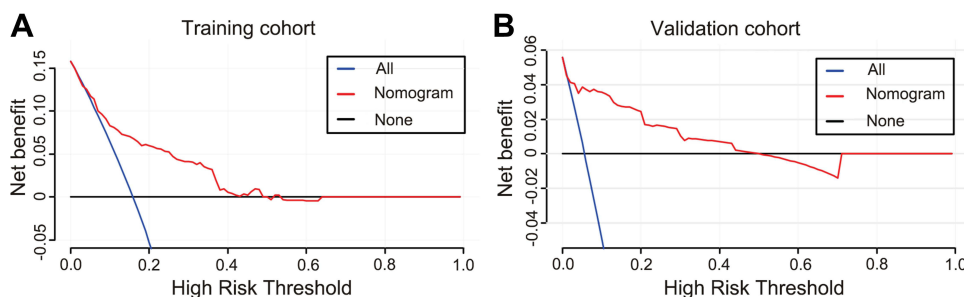 A
Training cohort
Net benefit
0.15
0.10
0.05
0
-0.05
All
Nomogram
None
0.0 0.2 0.4 0.6 0.8 1.0
High Risk Threshold
B
Validation cohort
Net benefit
0.06
0.04
0.02
0
-0.02
-0.04
All
Nomogram
None
0.0 0.2 0.4 0.6 0.8 1.0
High Risk Threshold